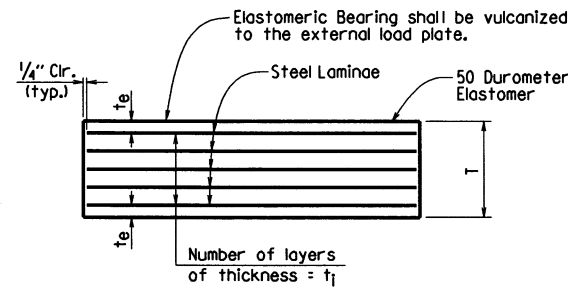 Elastomeric Bearing shall be vulcanized
to the external load plate.
1/4" Clr.
(typ.)
te
Steel Laminae
50 Durometer
Elastomer
T
te
Number of layers
of thickness = ti